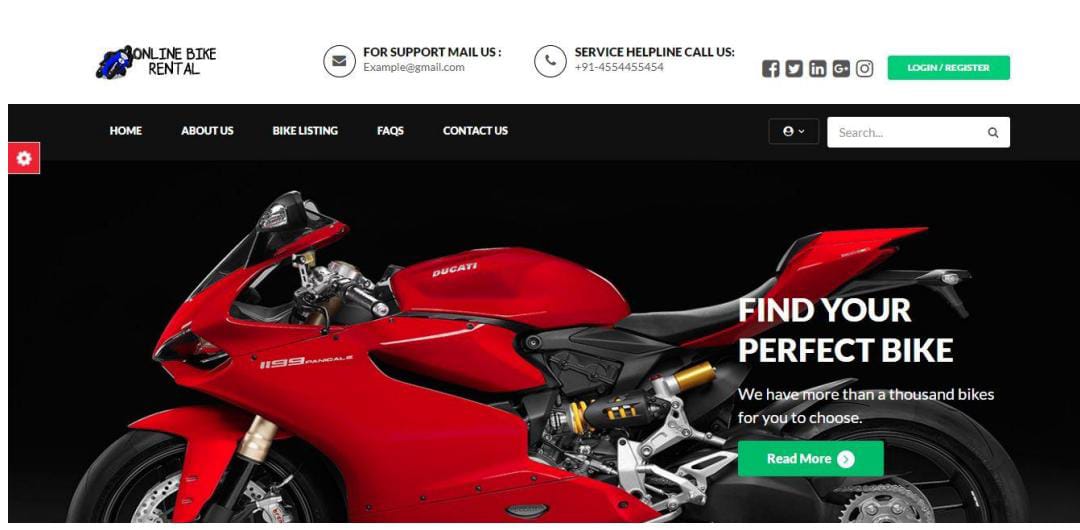 ONLINE BIKE
RENTAL
FOR SUPPORT MAIL US :
Example@gmail.com
SERVICE HELPLINE CALL US:
+91-4554455454
LOGIN / REGISTER
HOME
ABOUT US
BIKE LISTING
FAQS
CONTACT US
Search...
DUCATI
1199 PANIGALE
FIND YOUR
PERFECT BIKE
We have more than a thousand bikes
for you to choose.
Read More